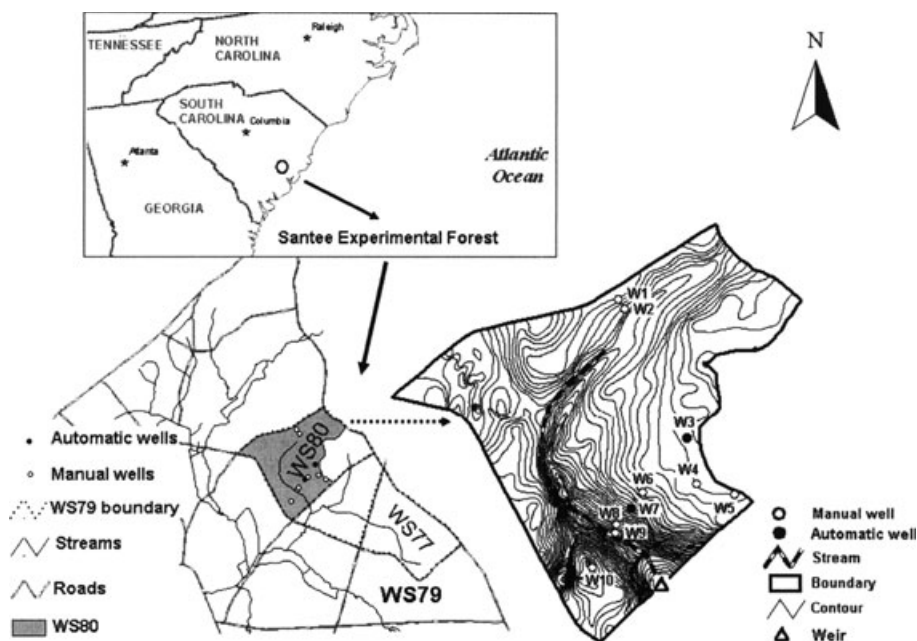 Raleigh
NORTH
CAROLINA
TENNESSEE
SOUTH
CAROLINA
Columbia
Atlanta
GEORGIA
Atlantic
Ocean
Santee Experimental Forest
N
W1
W2
W3
W4
W5
W6
W7
W8
W9
W10
WS80
WS77
WS79
Automatic wells
Manual wells
WS79 boundary
Streams
Roads
WS80
Manual well
Automatic well
Stream
Boundary
Contour
Weir